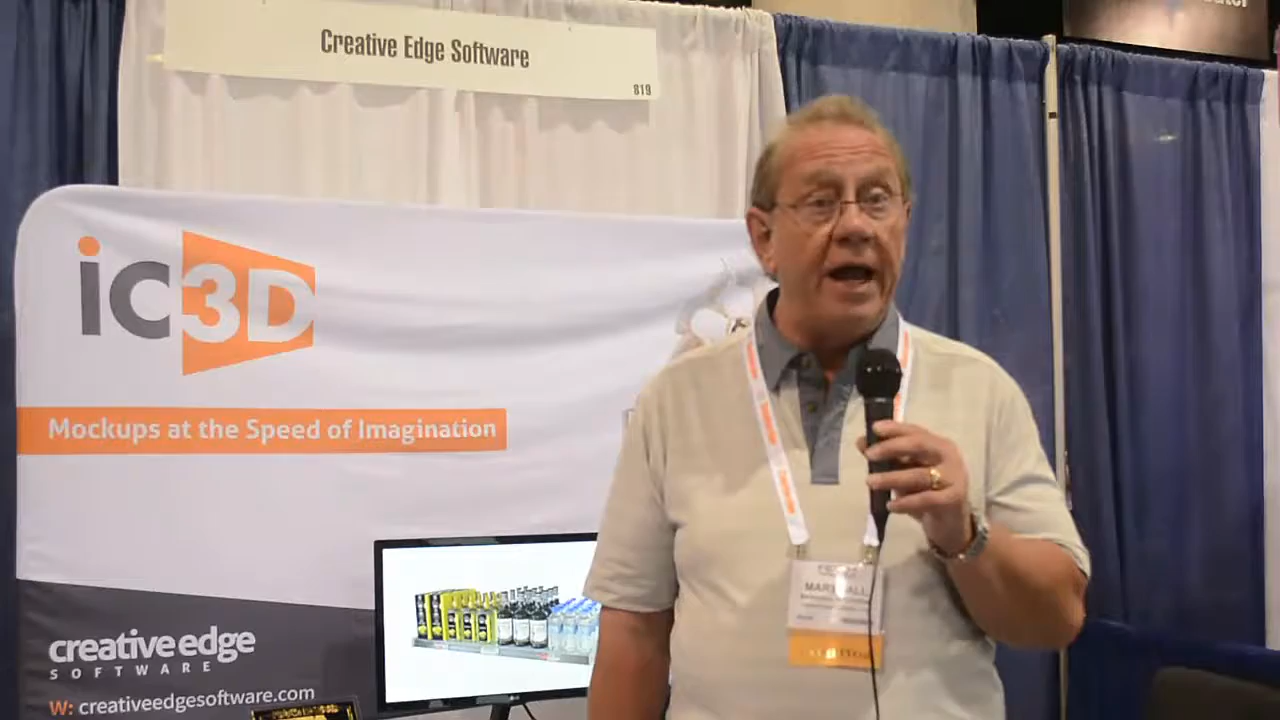 Creative Edge Software
819
ic3D
Mockups at the Speed of Imagination
creative edge
SOFTWARE
W: creativeedgesoftware.com